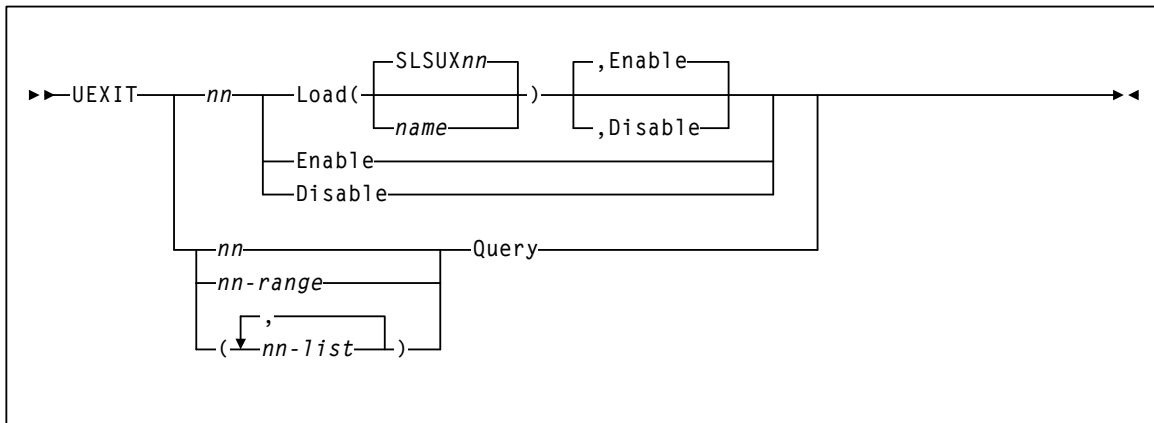 SLSUXnn ,Enable
UEXIT nn Load( )
name ,Disable
Enable
Disable
nn Query
nn-range
,
( nn-list )